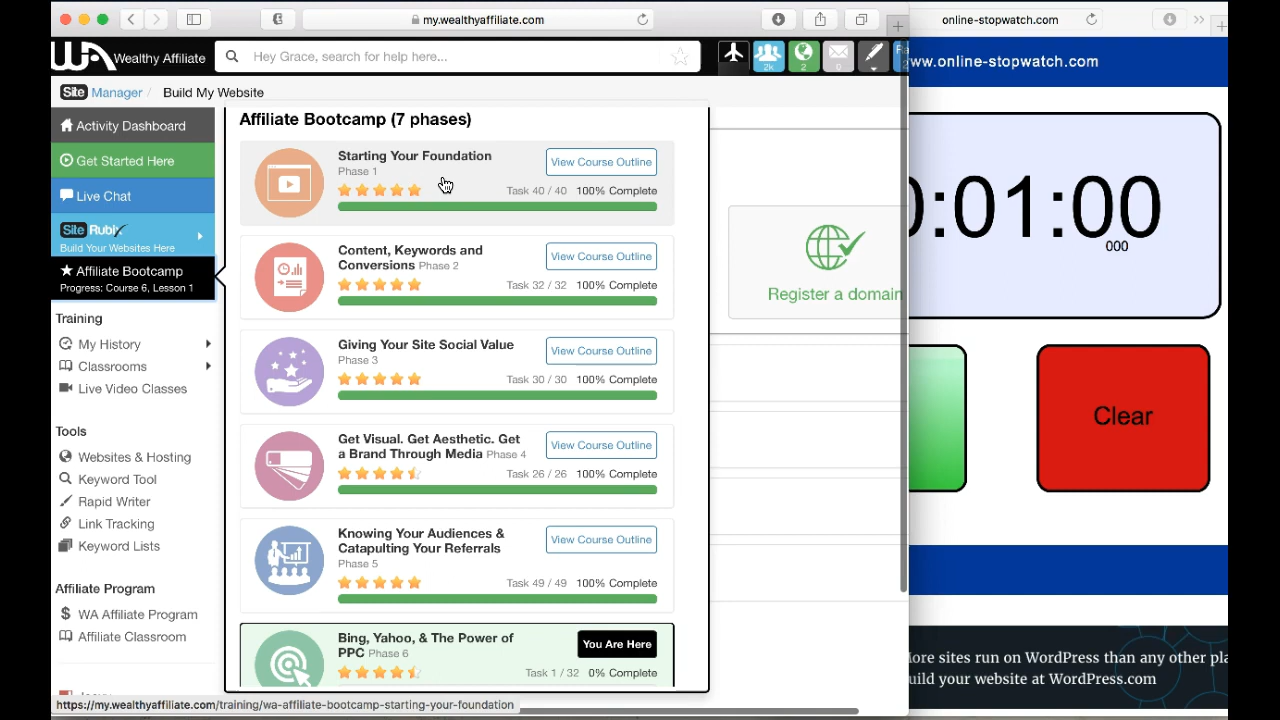 my.wealthyaffiliate.com
online-stopwatch.com
WA Wealthy Affiliate
Hey Grace, search for help here...
2k
2
0
ww.online-stopwatch.com
Site Manager / Build My Website
Activity Dashboard
Get Started Here
Live Chat
Site Rubix
Build Your Websites Here
Affiliate Bootcamp
Progress: Course 6, Lesson 1
Training
My History
Classrooms
Live Video Classes
Tools
Websites & Hosting
Keyword Tool
Rapid Writer
Link Tracking
Keyword Lists
Affiliate Program
WA Affiliate Program
Affiliate Classroom
Affiliate Bootcamp (7 phases)
Starting Your Foundation
Phase 1
View Course Outline
Task 40 / 40 100% Complete
Content, Keywords and
Conversions Phase 2
View Course Outline
Task 32 / 32 100% Complete
Giving Your Site Social Value
Phase 3
View Course Outline
Task 30 / 30 100% Complete
Get Visual. Get Aesthetic. Get
a Brand Through Media Phase 4
View Course Outline
Task 26 / 26 100% Complete
Knowing Your Audiences &
Catapulting Your Referrals
Phase 5
View Course Outline
Task 49 / 49 100% Complete
Bing, Yahoo, & The Power of
PPC Phase 6
You Are Here
Task 1 / 32 0% Complete
Register a domain
0:01:00
000
Clear
More sites run on WordPress than any other pla
uild your website at WordPress.com
https://my.wealthyaffiliate.com/training/wa-affiliate-bootcamp-starting-your-foundation